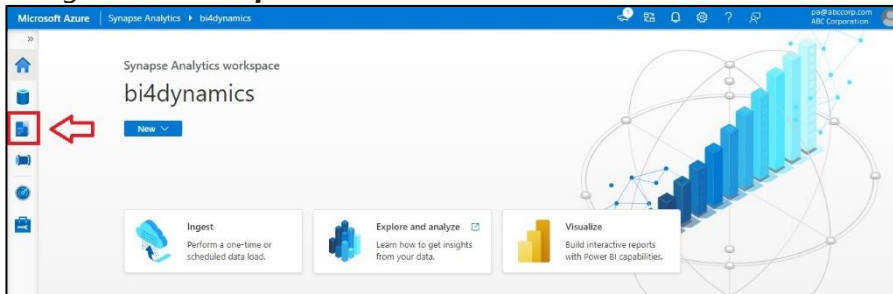 Microsoft Azure | Synapse Analytics ▸ bi4dynamics
1
pa@abccorp.com
ABC Corporation
»
Synapse Analytics workspace
bi4dynamics
New
Ingest
Perform a one-time or
scheduled data load.
Explore and analyze
Learn how to get insights
from your data.
Visualize
Build interactive reports
with Power BI capabilities.